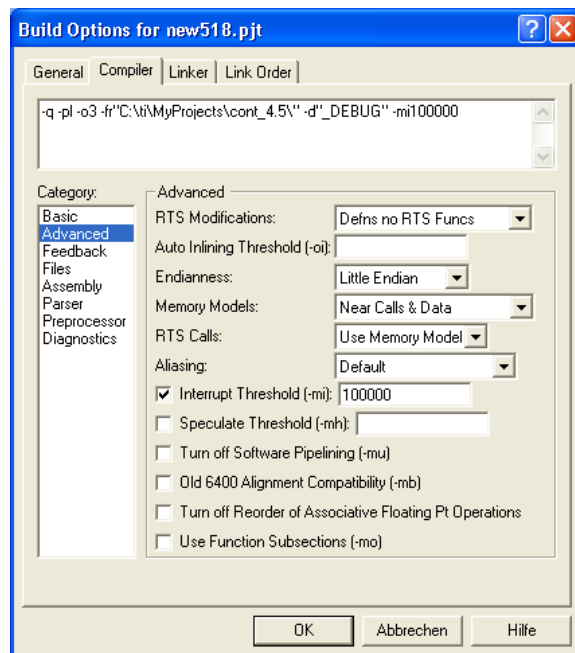 Build Options for new518.pjt
General Compiler Linker Link Order
-q -pl -o3 -fr"C:\ti\MyProjects\cont_4.5\" -d"_DEBUG" -mi100000
Category:
Basic
Advanced
Feedback
Files
Assembly
Parser
Preprocessor
Diagnostics
Advanced
RTS Modifications: Defns no RTS Funcs
Auto Inlining Threshold (-oi):
Endianness: Little Endian
Memory Models: Near Calls & Data
RTS Calls: Use Memory Model
Aliasing: Default
Interrupt Threshold (-mi): 100000
Speculate Threshold (-mh):
Turn off Software Pipelining (-mu)
Old 6400 Alignment Compatibility (-mb)
Turn off Reorder of Associative Floating Pt Operations
Use Function Subsections (-mo)
OK Abbrechen Hilfe